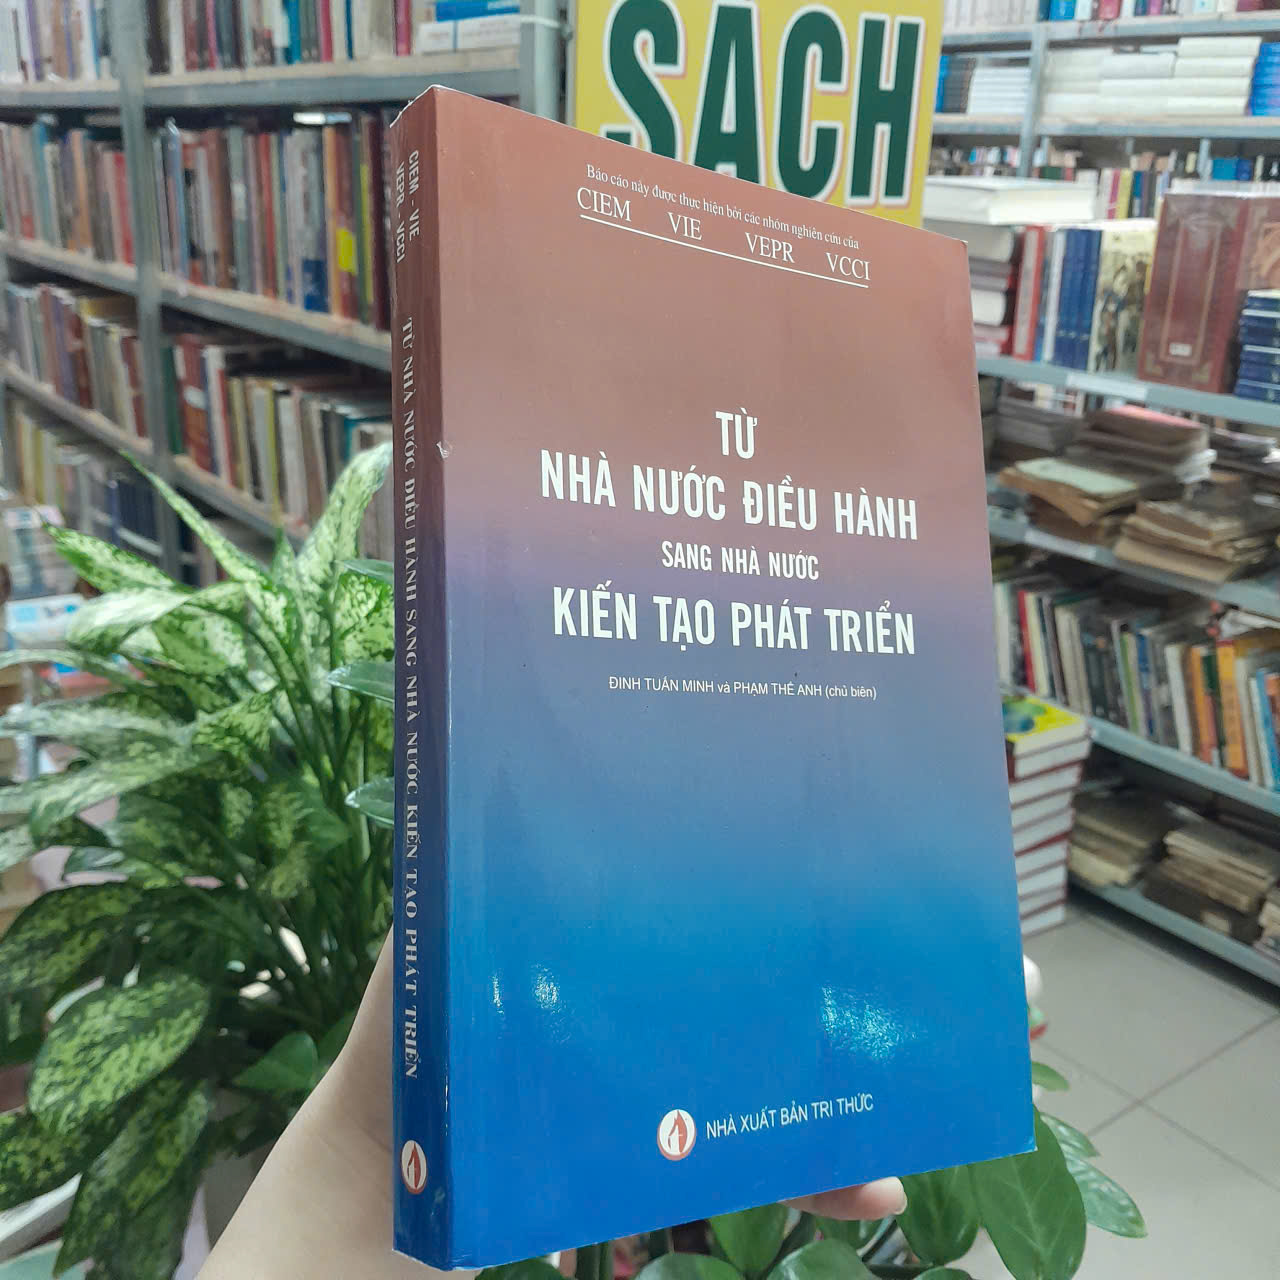 SACH
Báo cáo này được thực hiện bởi các nhóm nghiên cứu của
CIEM VIE VEPR VCCI
TỪ
NHÀ NƯỚC ĐIỀU HÀNH
SANG NHÀ NƯỚC
KIẾN TẠO PHÁT TRIỂN
ĐINH TUẤN MINH và PHẠM THẾ ANH (chủ biên)
NHÀ XUẤT BẢN TRI THỨC
CIEM - VIE
VEPR - VCCI
TỪ NHÀ NƯỚC ĐIỀU HÀNH SANG NHÀ NƯỚC KIẾN TẠO PHÁT TRIỂN